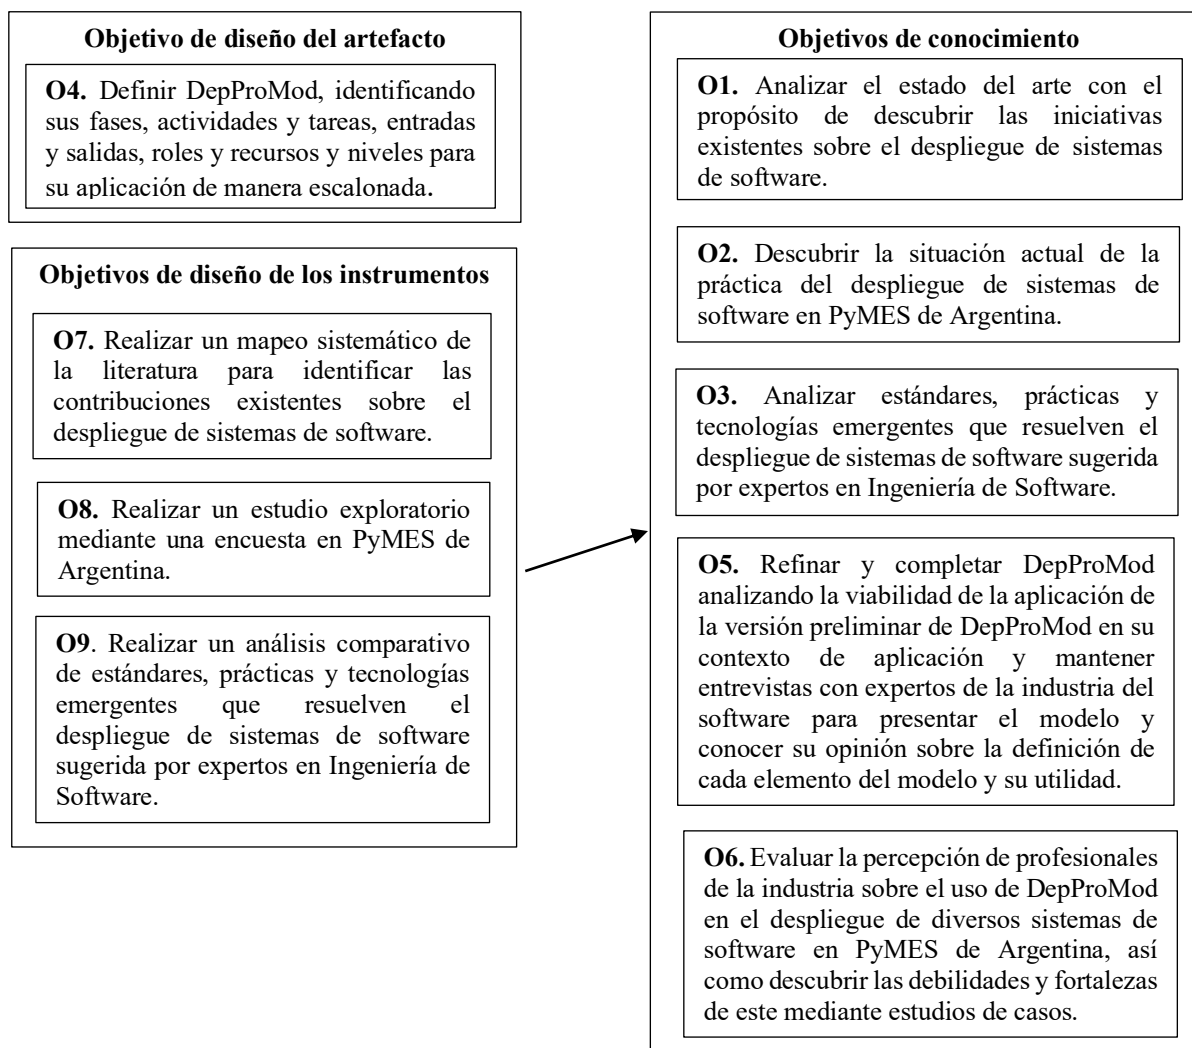 Objetivo de diseño del artefacto
O4. Definir DepProMod, identificando
sus fases, actividades y tareas, entradas
y salidas, roles y recursos y niveles para
su aplicación de manera escalonada.
Objetivos de diseño de los instrumentos
O7. Realizar un mapeo sistemático de
la literatura para identificar las
contribuciones existentes sobre el
despliegue de sistemas de software.
O8. Realizar un estudio exploratorio
mediante una encuesta en PyMES de
Argentina.
O9. Realizar un análisis comparativo
de estándares, prácticas y tecnologías
emergentes que resuelven el
despliegue de sistemas de software
sugerida por expertos en Ingeniería de
Software.
Objetivos de conocimiento
O1. Analizar el estado del arte con el
propósito de descubrir las iniciativas
existentes sobre el despliegue de sistemas
de software.
O2. Descubrir la situación actual de la
práctica del despliegue de sistemas de
software en PyMES de Argentina.
O3. Analizar estándares, prácticas y
tecnologías emergentes que resuelven el
despliegue de sistemas de software sugerida
por expertos en Ingeniería de Software.
O5. Refinar y completar DepProMod
analizando la viabilidad de la aplicación de
la versión preliminar de DepProMod en su
contexto de aplicación y mantener
entrevistas con expertos de la industria del
software para presentar el modelo y
conocer su opinión sobre la definición de
cada elemento del modelo y su utilidad.
O6. Evaluar la percepción de profesionales
de la industria sobre el uso de DepProMod
en el despliegue de diversos sistemas de
software en PyMES de Argentina, así
como descubrir las debilidades y fortalezas
de este mediante estudios de casos.